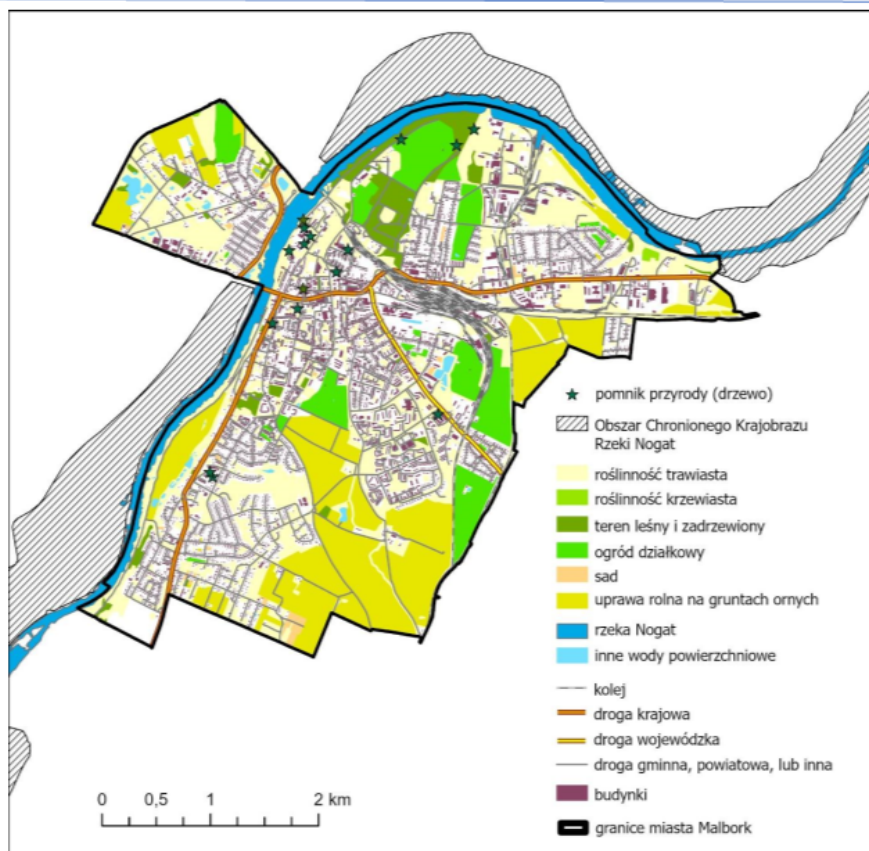 pomnik przyrody (drzewo)
Obszar Chronionego Krajobrazu
Rzeki Nogat
roślinność trawiasta
roślinność krzewiasta
teren leśny i zadrzewiony
ogród działkowy
sad
uprawa rolna na gruntach ornych
rzeka Nogat
inne wody powierzchniowe
kolej
droga krajowa
droga wojewódzka
droga gminna, powiatowa, lub inna
budynki
granice miasta Malbork
0 0,5 1 2 km